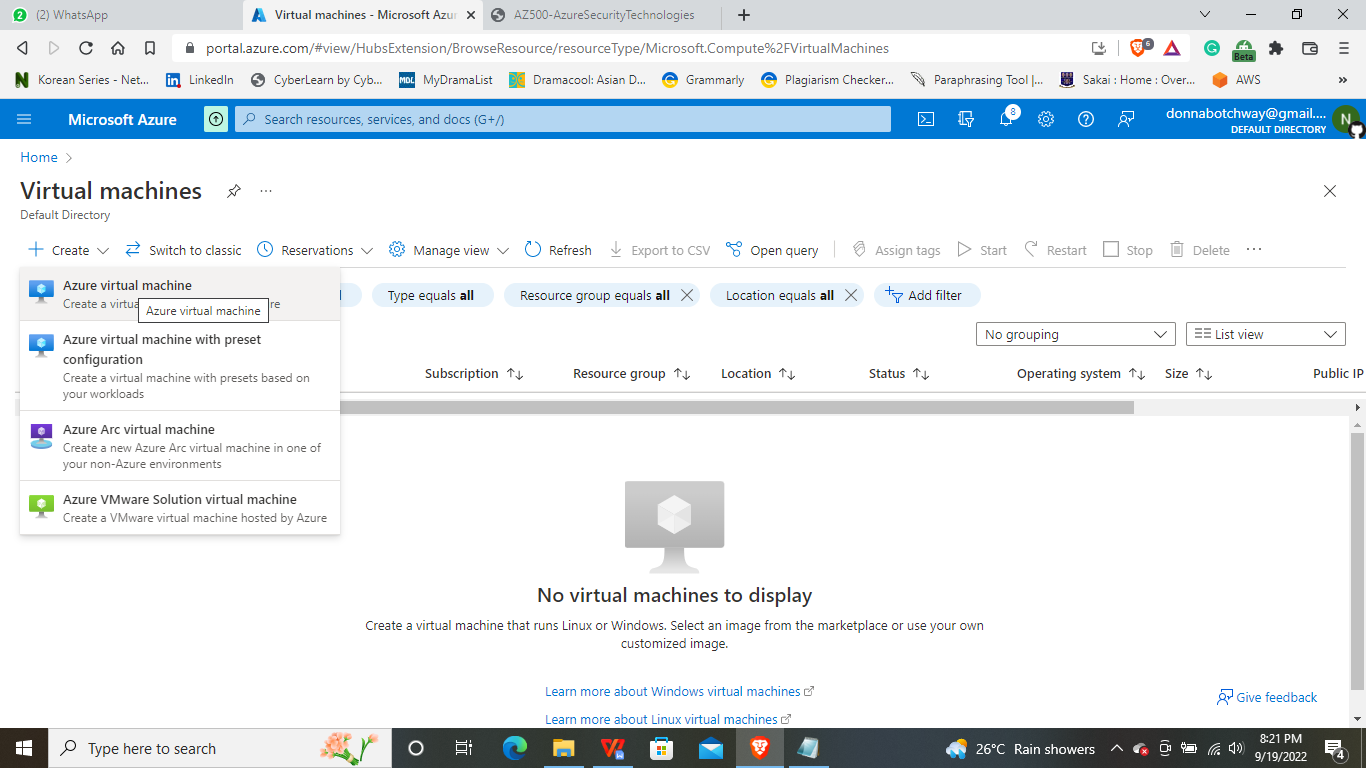 (2) WhatsApp
Virtual machines - Microsoft Azur
AZ500-AzureSecurityTechnologies
portal.azure.com/#view/HubsExtension/BrowseResource/resourceType/Microsoft.Compute%2FVirtualMachines
6
Beta
Korean Series - Net...
LinkedIn
CyberLearn by Cyb...
MDL MyDramaList
Dramacool: Asian D...
Grammarly
Plagiarism Checker...
Paraphrasing Tool |...
Sakai : Home : Over...
AWS
»
Microsoft Azure
Search resources, services, and docs (G+/)
8
donnabotchway@gmail....
DEFAULT DIRECTORY
N
Home
Virtual machines
...
Default Directory
Create
Switch to classic
Reservations
Manage view
Refresh
Export to CSV
Open query
Assign tags
Start
Restart
Stop
Delete
...
Azure virtual machine
Create a virtua
re
Azure virtual machine
Type equals all
Resource group equals all
Location equals all
Add filter
Azure virtual machine with preset
configuration
Create a virtual machine with presets based on
your workloads
No grouping
List view
Subscription
Resource group
Location
Status
Operating system
Size
Public IP
Azure Arc virtual machine
Create a new Azure Arc virtual machine in one of
your non-Azure environments
Azure VMware Solution virtual machine
Create a VMware virtual machine hosted by Azure
No virtual machines to display
Create a virtual machine that runs Linux or Windows. Select an image from the marketplace or use your own
customized image.
Learn more about Windows virtual machines
Learn more about Linux virtual machines
Give feedback
Type here to search
26°C Rain showers
8:21 PM
9/19/2022
4